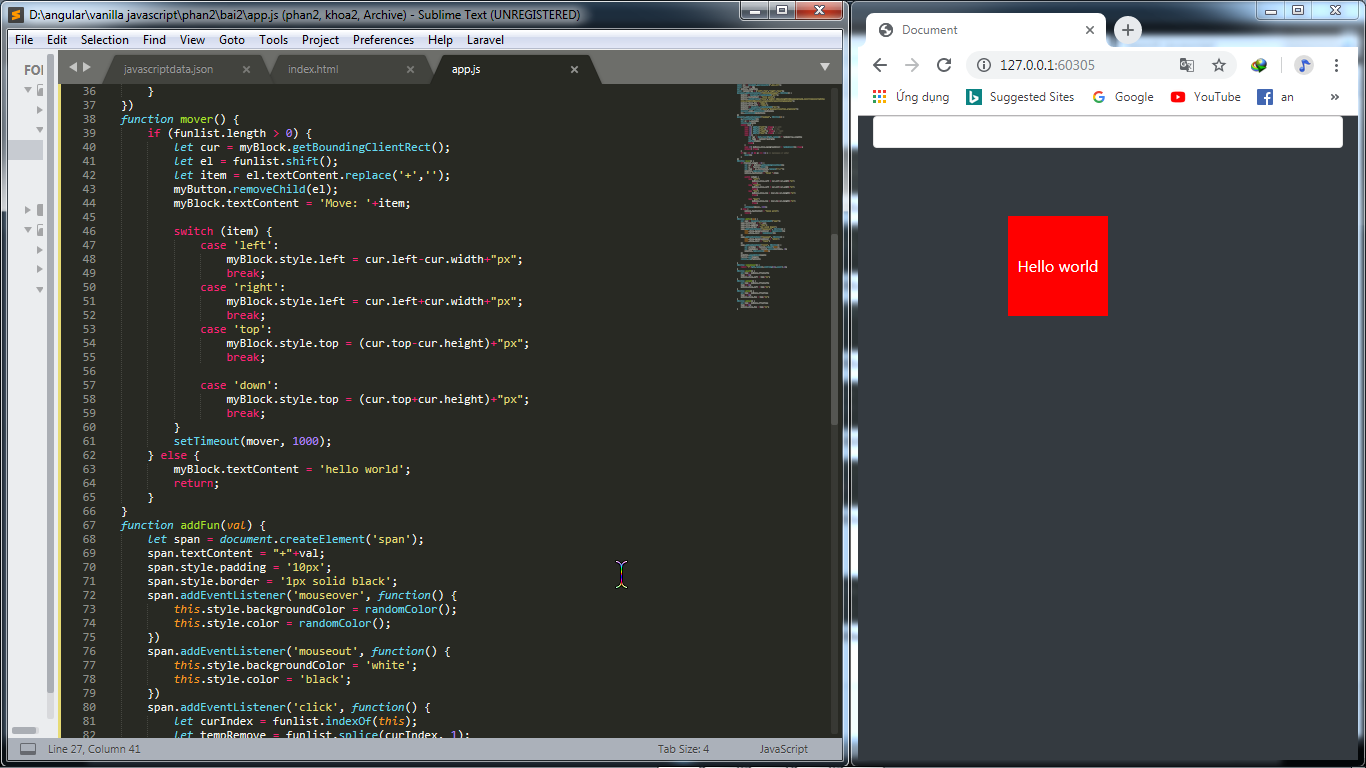 D:\angular\vanilla javascript\phan2\bai2\app.js (phan2, khoa2, Archive) - Sublime Text (UNREGISTERED)
File Edit Selection Find View Goto Tools Project Preferences Help Laravel
FOI
javascriptdata.json × index.html × app.js ×
36 }
37 })
38 function mover() {
39 if (funlist.length > 0) {
40 let cur = myBlock.getBoundingClientRect();
41 let el = funlist.shift();
42 let item = el.textContent.replace('+','');
43 myButton.removeChild(el);
44 myBlock.textContent = 'Move: '+item;
45
46 switch (item) {
47 case 'left':
48 myBlock.style.left = cur.left-cur.width+"px";
49 break;
50 case 'right':
51 myBlock.style.left = cur.left+cur.width+"px";
52 break;
53 case 'top':
54 myBlock.style.top = (cur.top-cur.height)+"px";
55 break;
56
57 case 'down':
58 myBlock.style.top = (cur.top+cur.height)+"px";
59 break;
60 }
61 setTimeout(mover, 1000);
62 } else {
63 myBlock.textContent = 'hello world';
64 return;
65 }
66 }
67 function addFun(val) {
68 let span = document.createElement('span');
69 span.textContent = "+"+val;
70 span.style.padding = '10px';
71 span.style.border = '1px solid black';
72 span.addEventListener('mouseover', function() {
73 this.style.backgroundColor = randomColor();
74 this.style.color = randomColor();
75 })
76 span.addEventListener('mouseout', function() {
77 this.style.backgroundColor = 'white';
78 this.style.color = 'black';
79 })
80 span.addEventListener('click', function() {
81 let curIndex = funlist.indexOf(this);
82 let tempRemove = funlist.splice(curIndex, 1);
Line 27, Column 41 Tab Size: 4 JavaScript
Document
127.0.0.1:60305
Ứng dụng Suggested Sites Google YouTube an »
Hello world